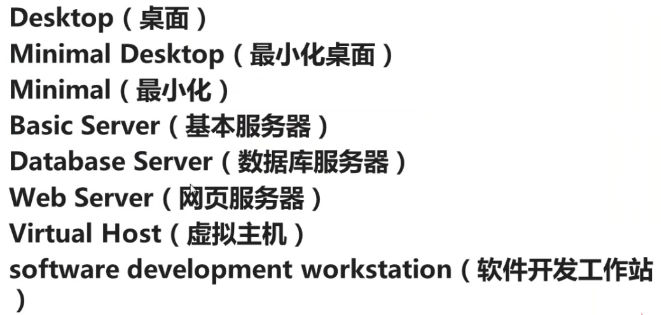 Desktop（桌面）
Minimal Desktop（最小化桌面）
Minimal（最小化）
Basic Server（基本服务器）
Database Server（数据库服务器）
Web Server（网页服务器）
Virtual Host（虚拟主机）
software development workstation（软件开发工作站
）